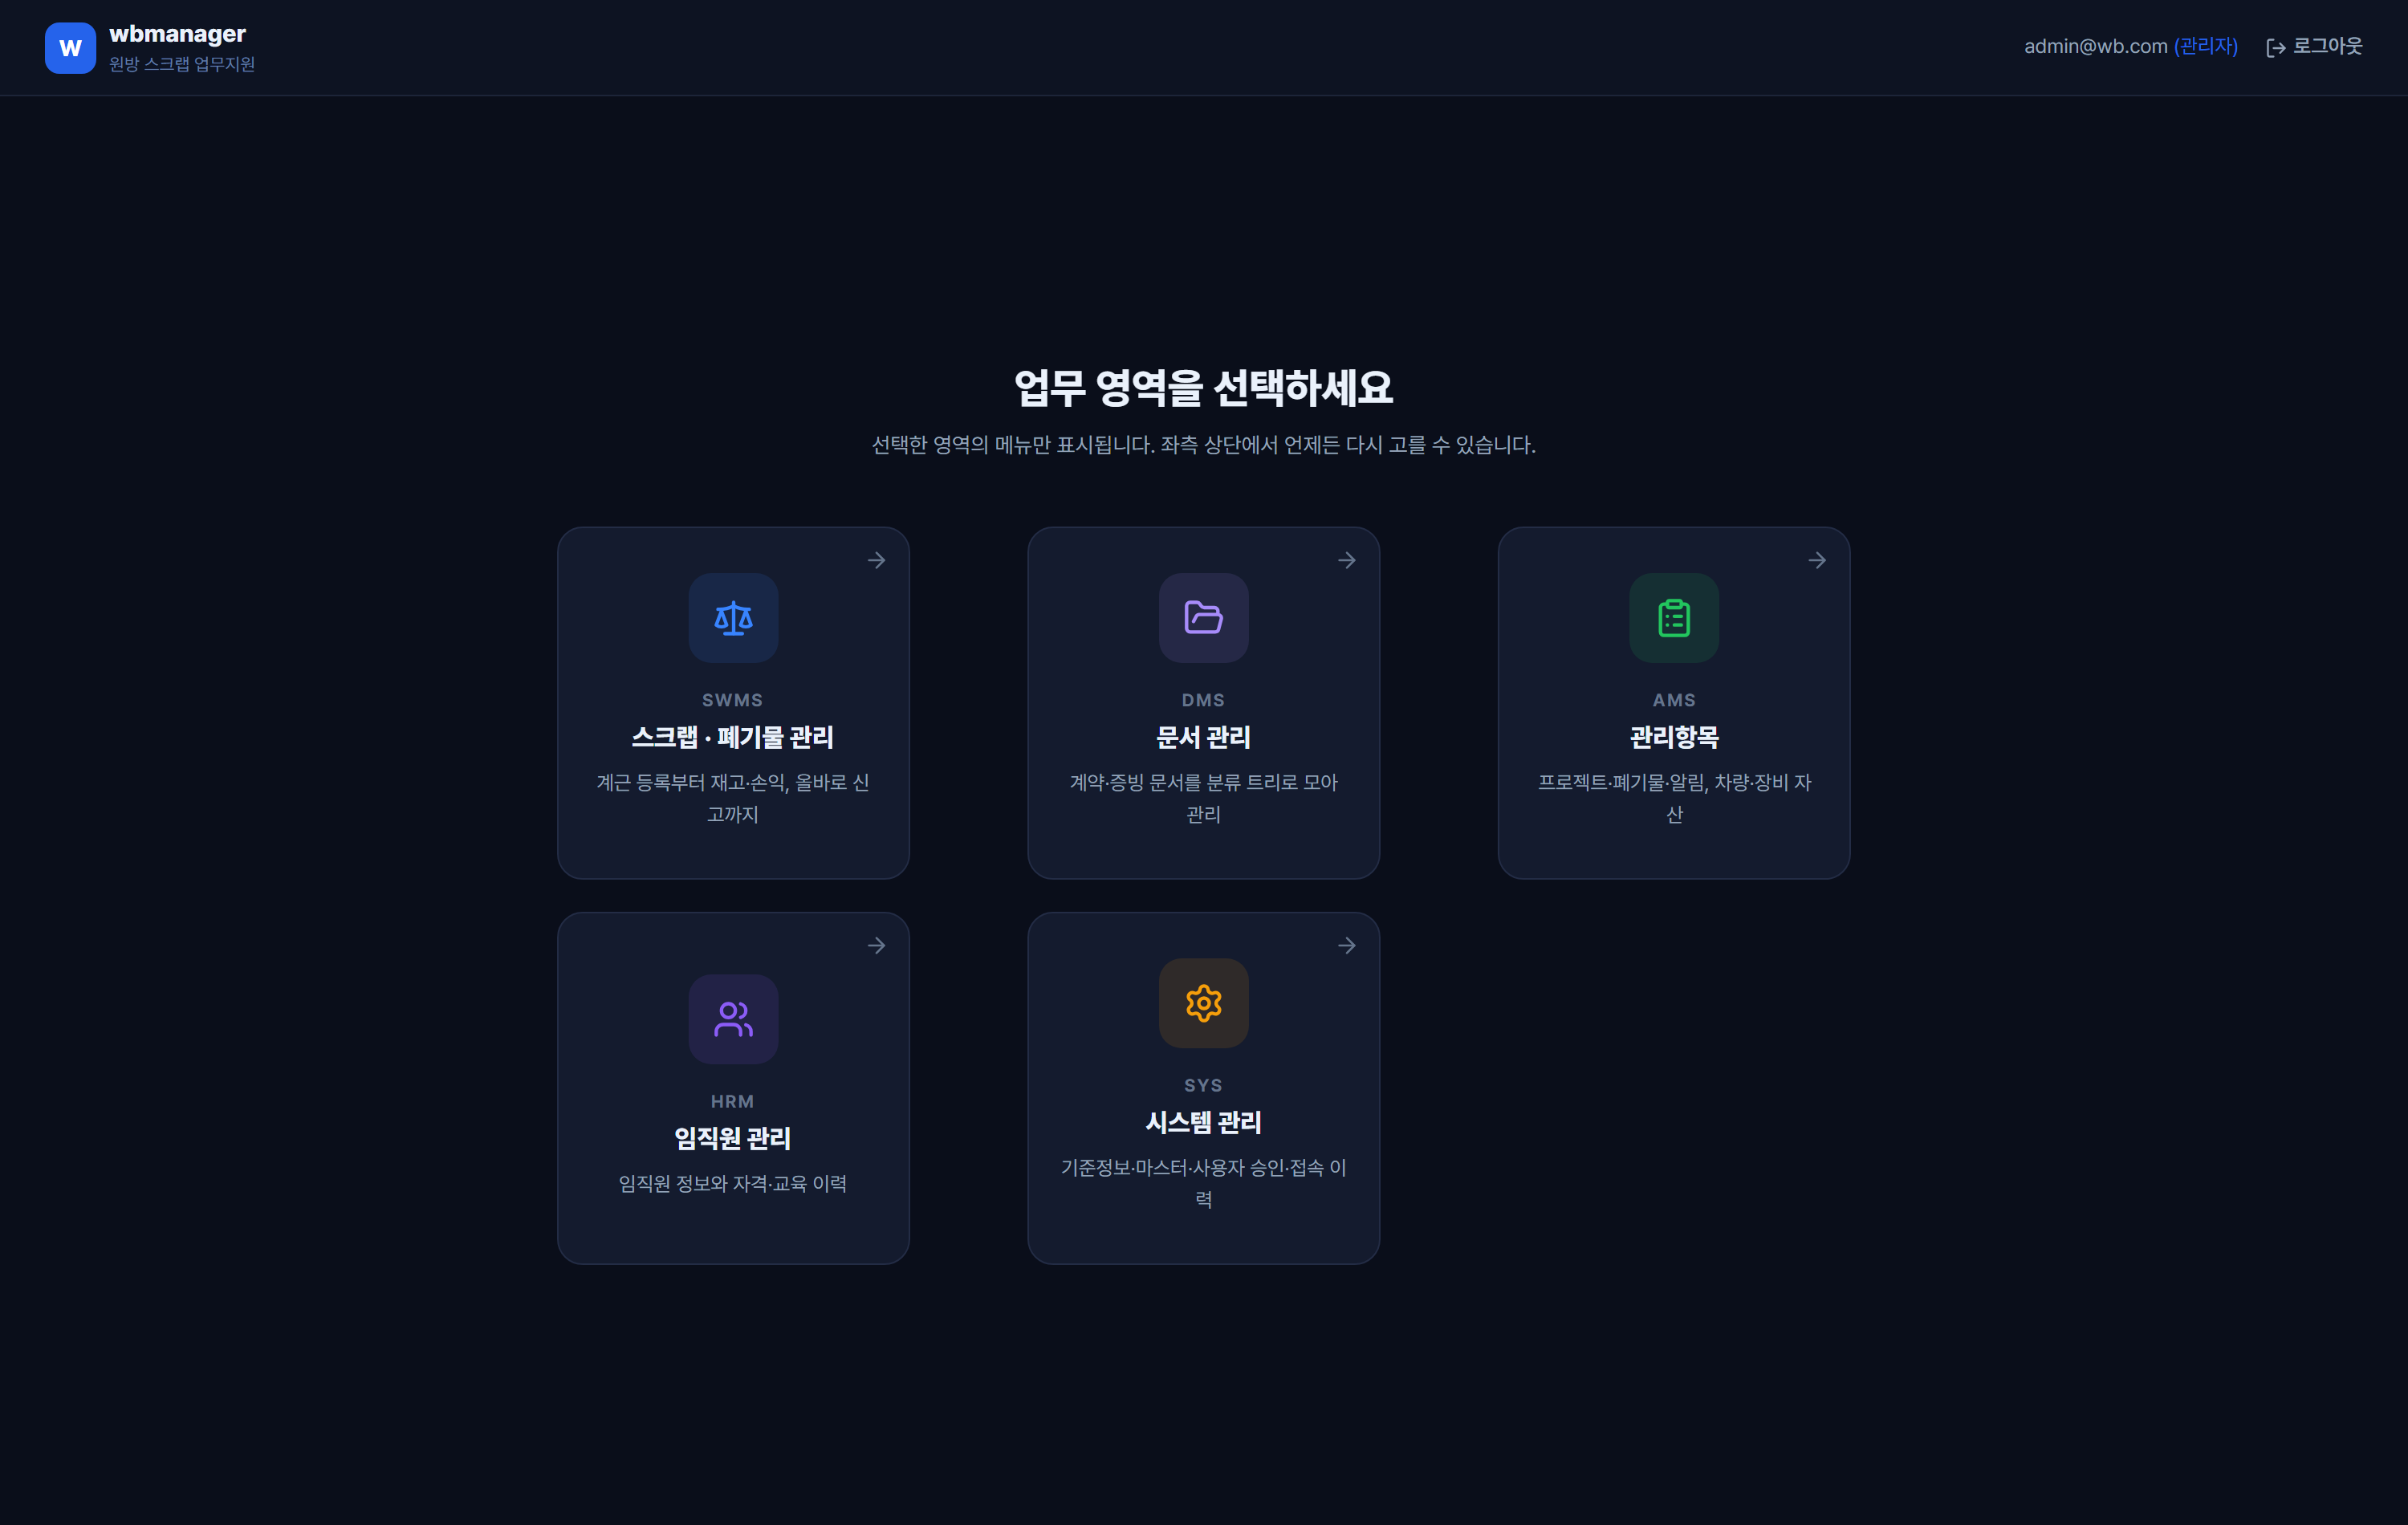 W
wbmanager
원방 스크랩 업무지원
admin@wb.com (관리자)
로그아웃
업무 영역을 선택하세요
선택한 영역의 메뉴만 표시됩니다. 좌측 상단에서 언제든 다시 고를 수 있습니다.
SWMS
스크랩 · 폐기물 관리
계근 등록부터 재고·손익, 올바로 신
고까지
DMS
문서 관리
계약·증빙 문서를 분류 트리로 모아
관리
AMS
관리항목
프로젝트·폐기물·알림, 차량·장비 자
산
HRM
임직원 관리
임직원 정보와 자격·교육 이력
SYS
시스템 관리
기준정보·마스터·사용자 승인·접속 이
력